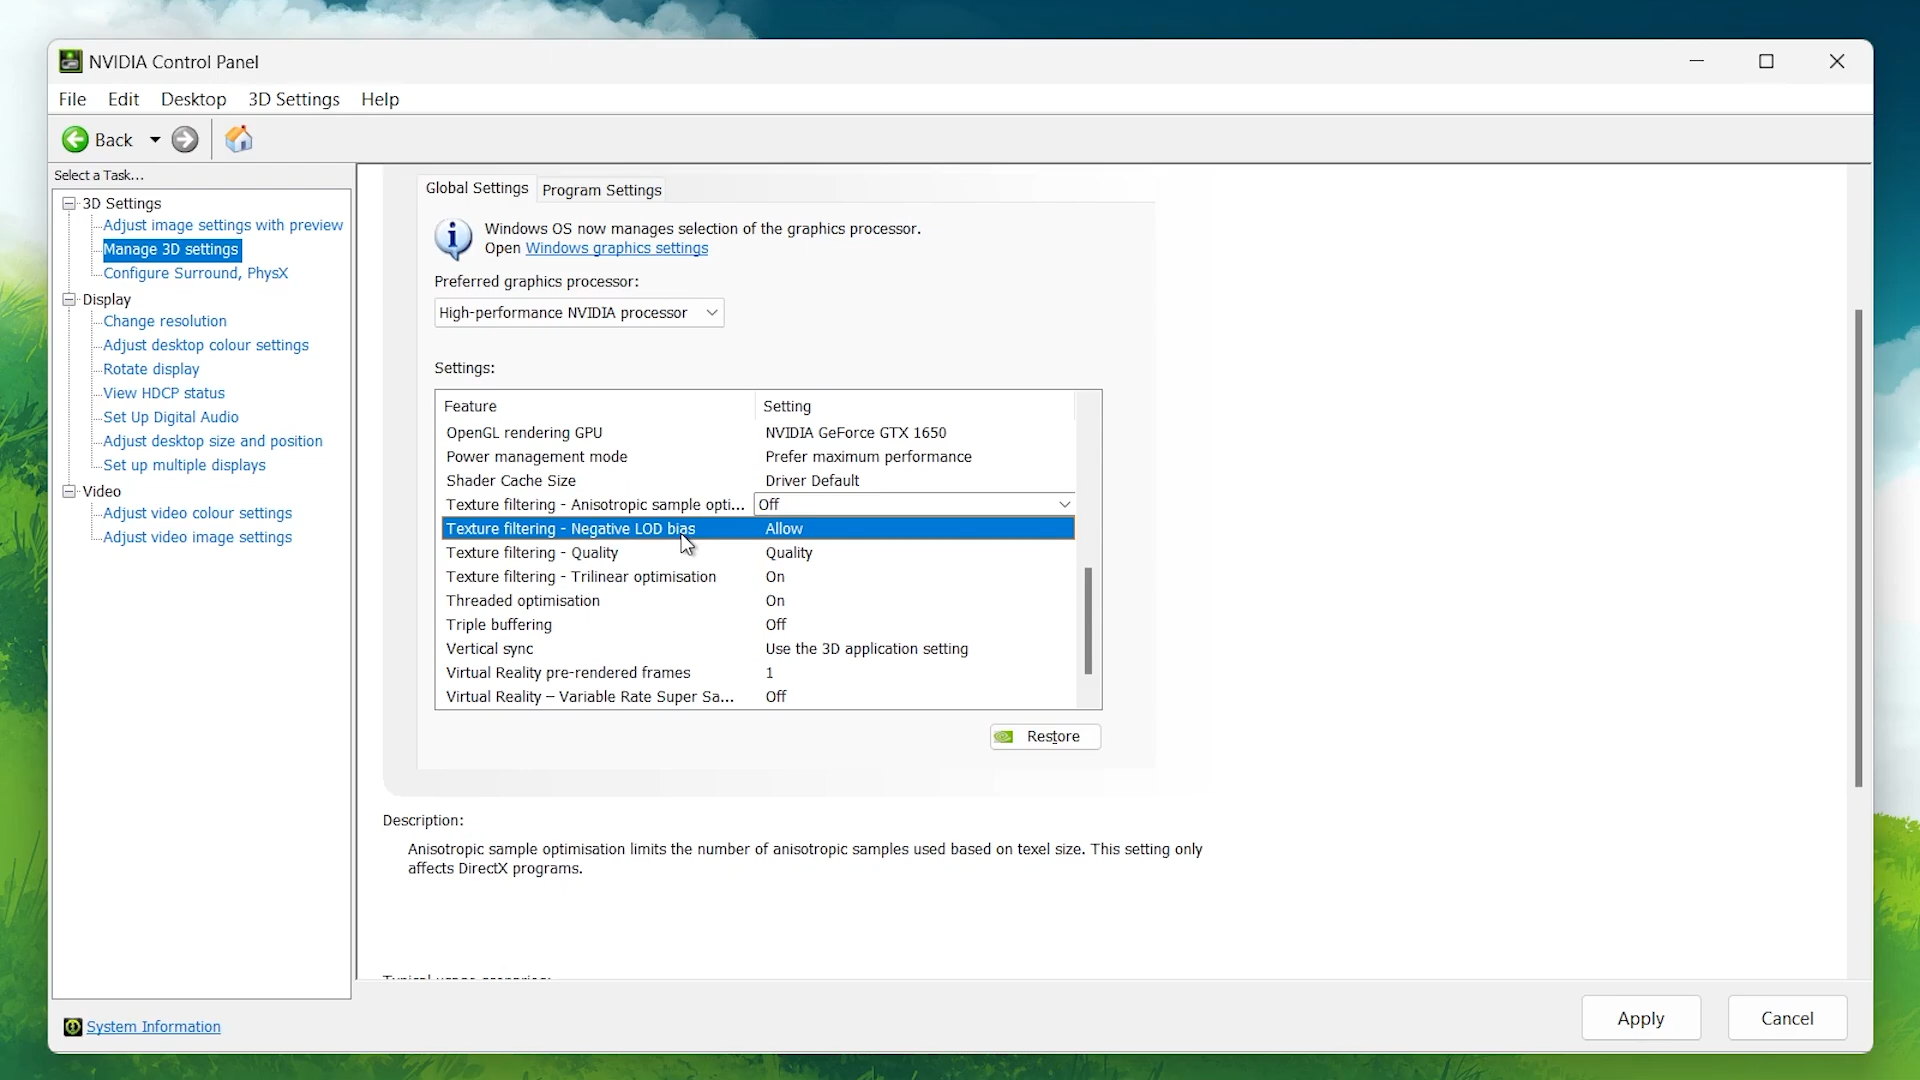 NVIDIA Control Panel
File Edit Desktop 3D Settings Help
Back
Select a Task...
3D Settings
Adjust image settings with preview
Manage 3D settings
Configure Surround, PhysX
Display
Change resolution
Adjust desktop colour settings
Rotate display
View HDCP status
Set Up Digital Audio
Adjust desktop size and position
Set up multiple displays
Video
Adjust video colour settings
Adjust video image settings
System Information
Global Settings Program Settings
Windows OS now manages selection of the graphics processor.
Open Windows graphics settings
Preferred graphics processor:
High-performance NVIDIA processor
Settings:
Feature Setting
OpenGL rendering GPU NVIDIA GeForce GTX 1650
Power management mode Prefer maximum performance
Shader Cache Size Driver Default
Texture filtering - Anisotropic sample opti... Off
Texture filtering - Negative LOD bias Allow
Texture filtering - Quality Quality
Texture filtering - Trilinear optimisation On
Threaded optimisation On
Triple buffering Off
Vertical sync Use the 3D application setting
Virtual Reality pre-rendered frames 1
Virtual Reality – Variable Rate Super Sa... Off
Restore
Description:
Anisotropic sample optimisation limits the number of anisotropic samples used based on texel size. This setting only
affects DirectX programs.
Apply Cancel